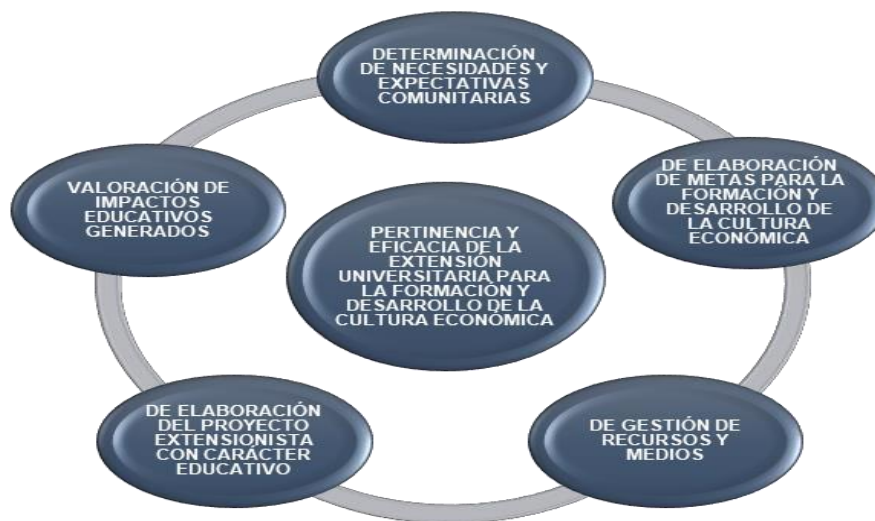 DETERMINACIÓN
DE NECESIDADES Y
EXPECTATIVAS
COMUNITARIAS
DE ELABORACIÓN
DE METAS PARA LA
FORMACIÓN Y
DESARROLLO DE
LA CULTURA
ECONÓMICA
DE GESTIÓN DE
RECURSOS Y
MEDIOS
DE ELABORACIÓN
DEL PROYECTO
EXTENSIONISTA
CON CARÁCTER
EDUCATIVO
VALORACIÓN DE
IMPACTOS
EDUCATIVOS
GENERADOS
PERTINENCIA Y
EFICACIA DE LA
EXTENSIÓN
UNIVERSITARIA PARA
LA FORMACIÓN Y
DESARROLLO DE LA
CULTURA ECONÓMICA